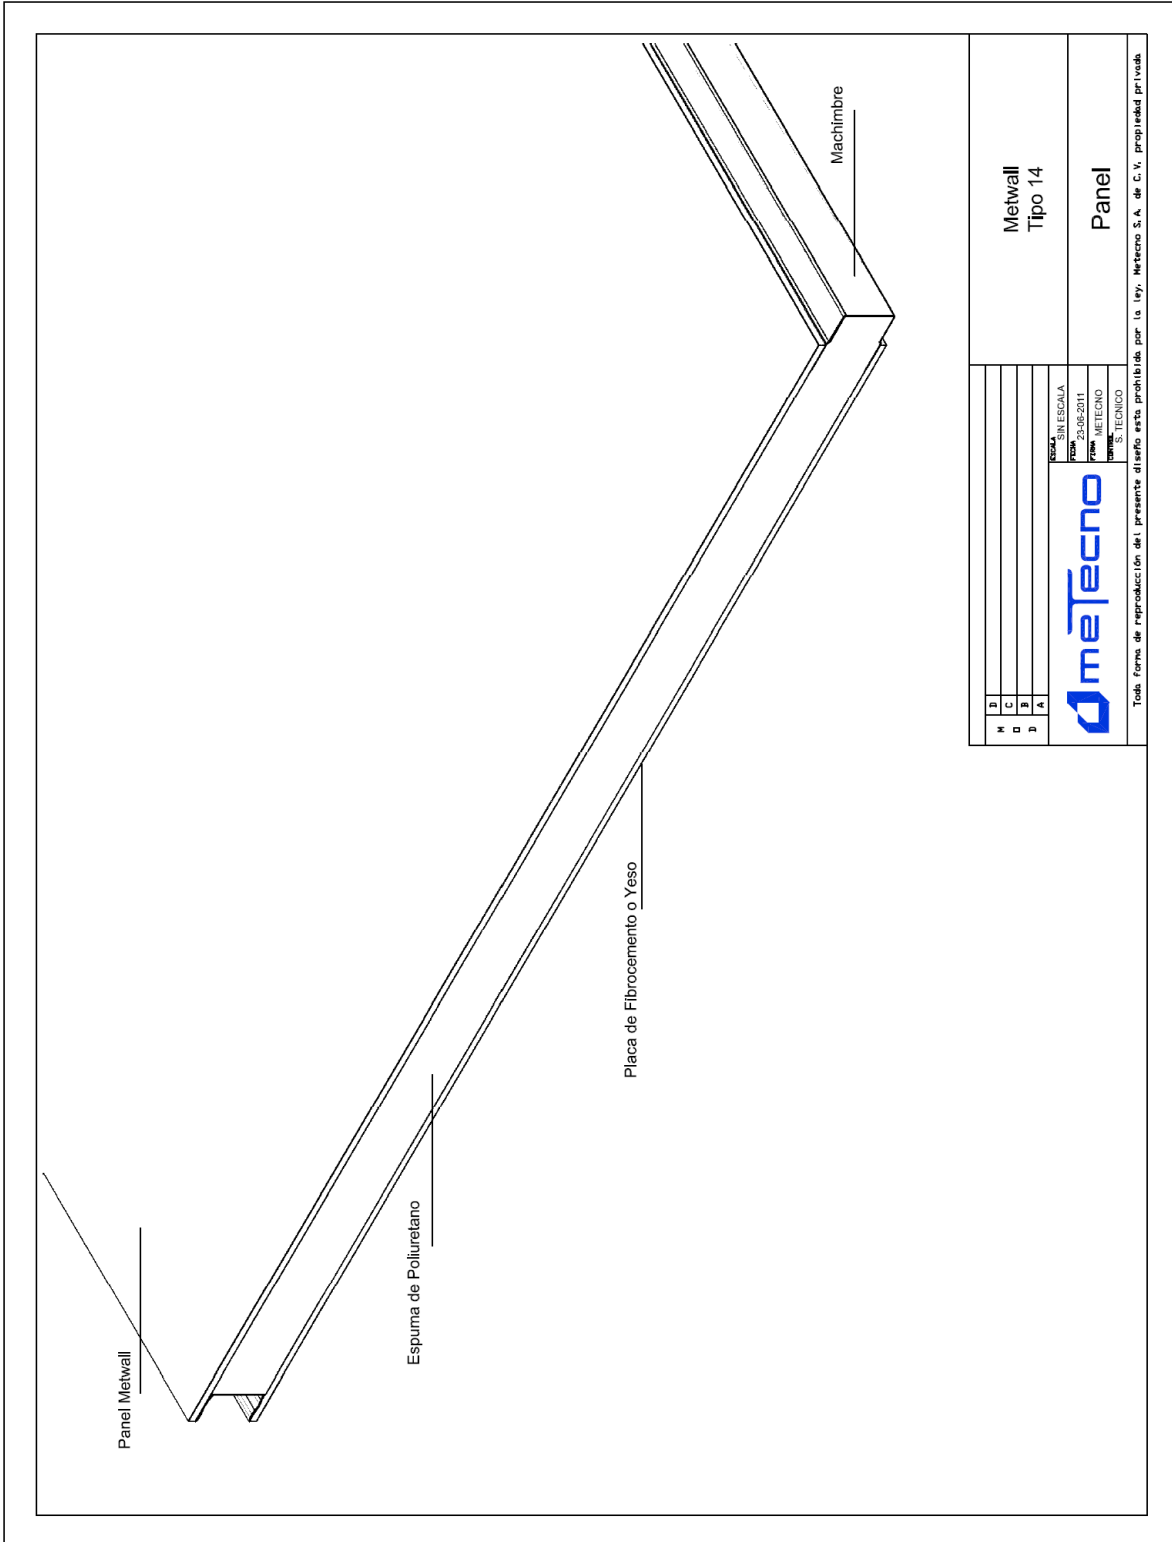 Panel Metwall
Espuma de Poliuretano
Placa de Fibrocemento o Yeso
Machimbre
M O D
D
C
B
A
meTecno
ESCALA
SIN ESCALA
FECHA
23-06-2011
FIRMA
METECNO
CONTROL
S. TECNICO
Metwall
Tipo 14
Panel
Toda forma de reproducción del presente diseño esta prohibida por la ley, Metecno S.A. de C.V. propiedad privada